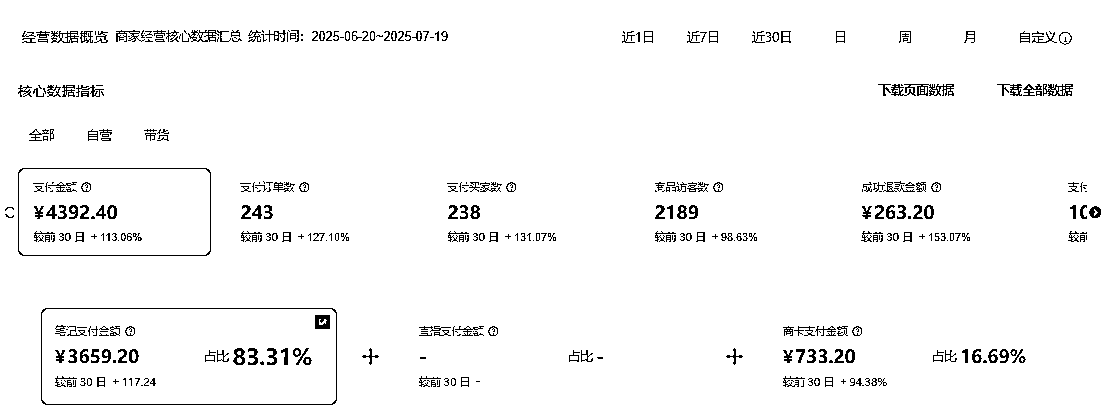 经营数据概览 商家经营核心数据汇总 统计时间：2025-06-20~2025-07-19 近1日 近7日 近30日 日 周 月 自定义
核心数据指标 下载页面数据 下载全部数据
全部 自营 带货
支付金额 支付订单数 支付买家数 商品访客数 成功退款金额 支付
¥4392.40 243 238 2189 ¥263.20
较前 30 日 +113.06% 较前 30 日 +127.10% 较前 30 日 +131.07% 较前 30 日 +98.63% 较前 30 日 +153.07% 较前
笔记支付金额 直播支付金额 商卡支付金额
¥3659.20 占比 83.31% + - 占比 - + ¥733.20 占比 16.69%
较前 30 日 +117.24 较前 30 日 - 较前 30 日 +94.38%